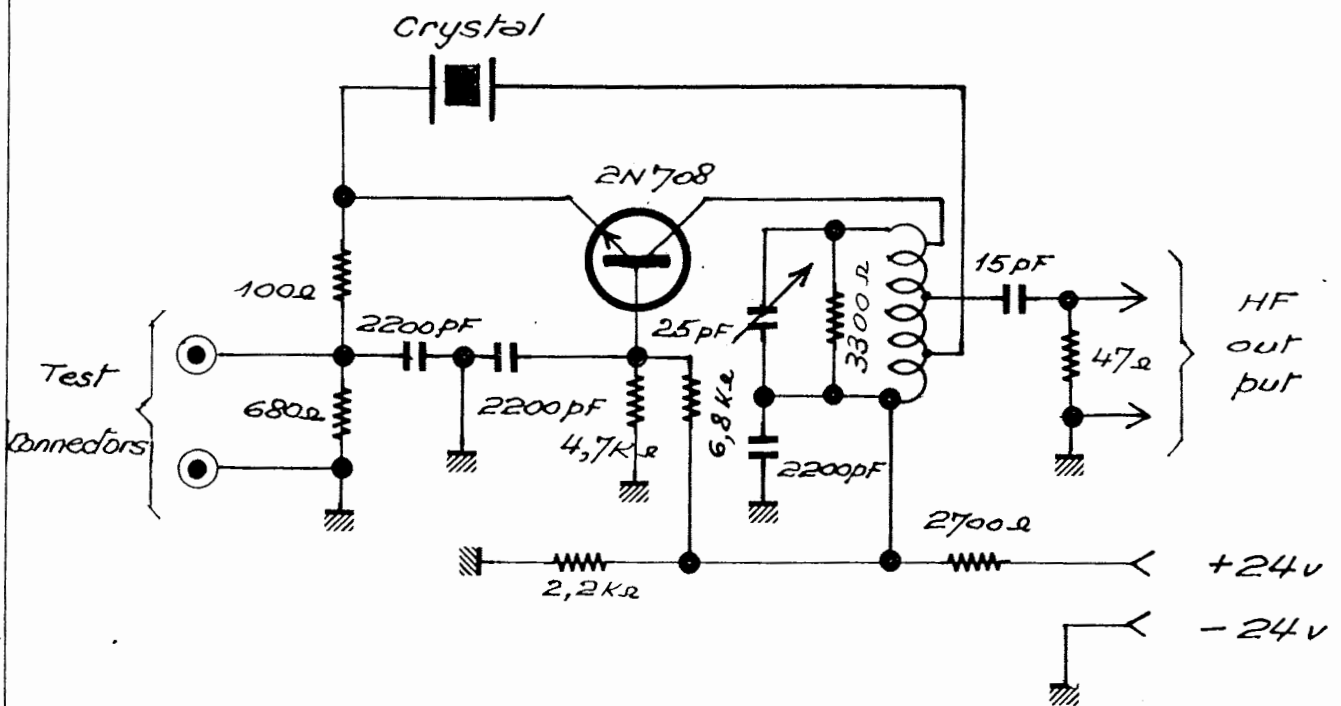 Crystal
2N708
100Ω
2200pF
25pF
3300Ω
15pF
HF
out
put
47Ω
Test
Connectors
680Ω
2200pF
4,7KΩ
6,8KΩ
2200pF
2700Ω
2,2KΩ
+24v
-24v